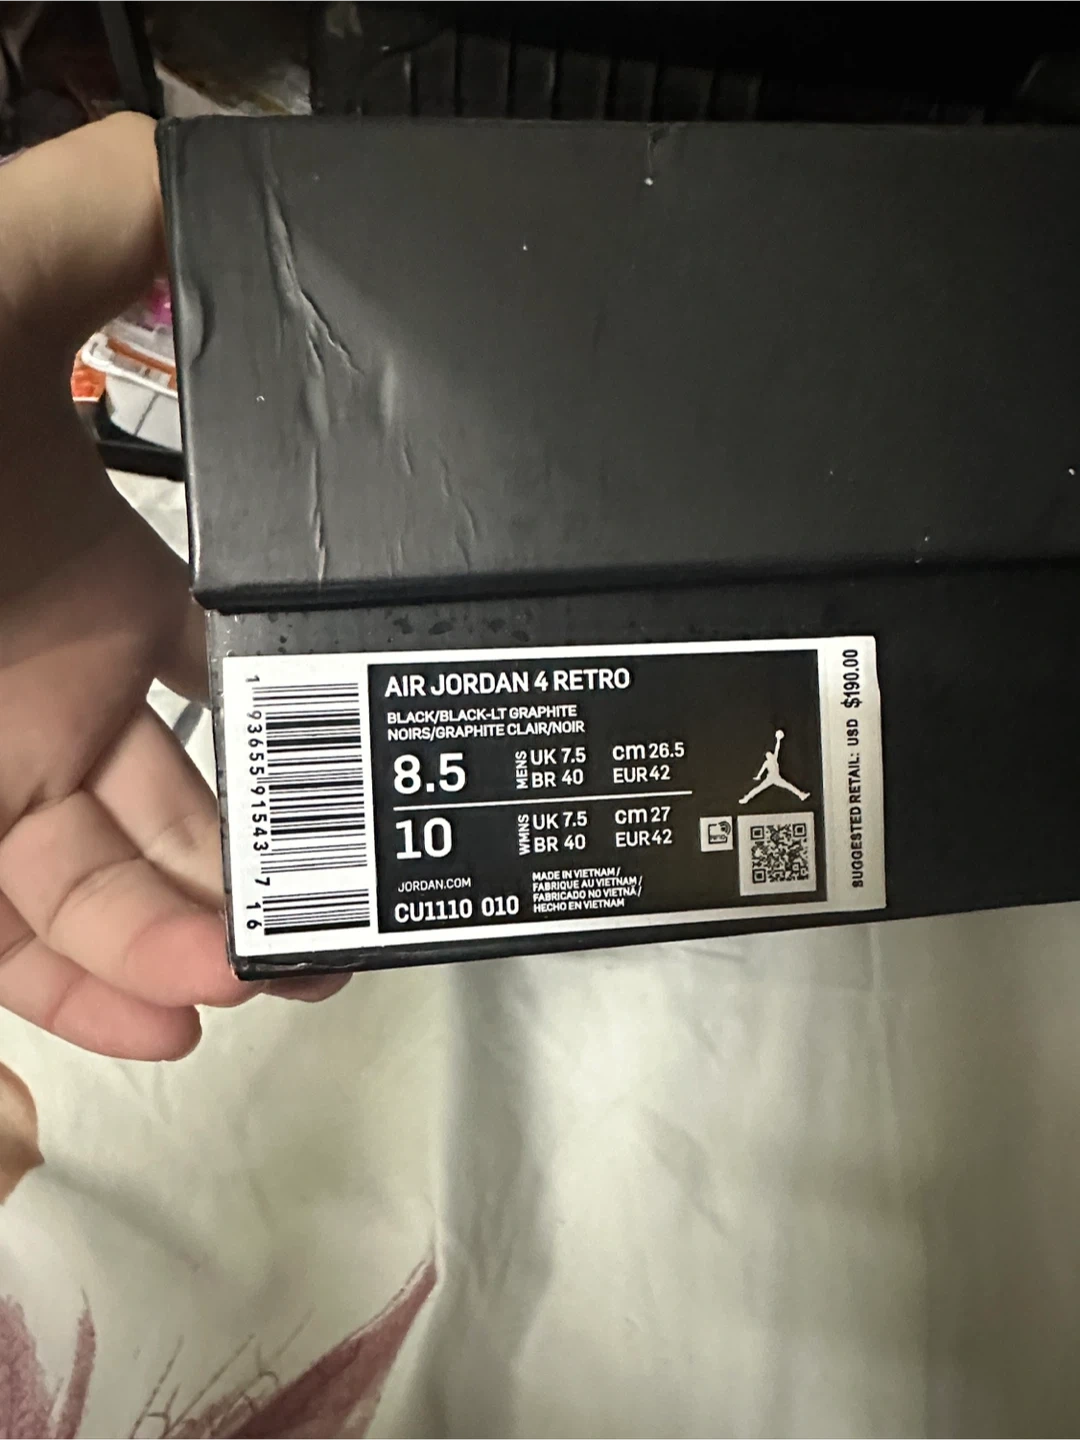 AIR JORDAN 4 RETRO
BLACK/BLACK-LT GRAPHITE
NOIRS/GRAPHITE CLAIR/NOIR
8.5 MENS UK 7.5 cm 26.5
BR 40 EUR 42
10 WMNS UK 7.5 cm 27
BR 40 EUR 42
JORDAN.COM
CU1110 010
MADE IN VIETNAM/
FABRIQUE AU VIETNAM/
FABRICADO NO VIETNÃ/
HECHO EN VIETNAM
1 93655 91543 7 16
SUGGESTED RETAIL: USD $190.00